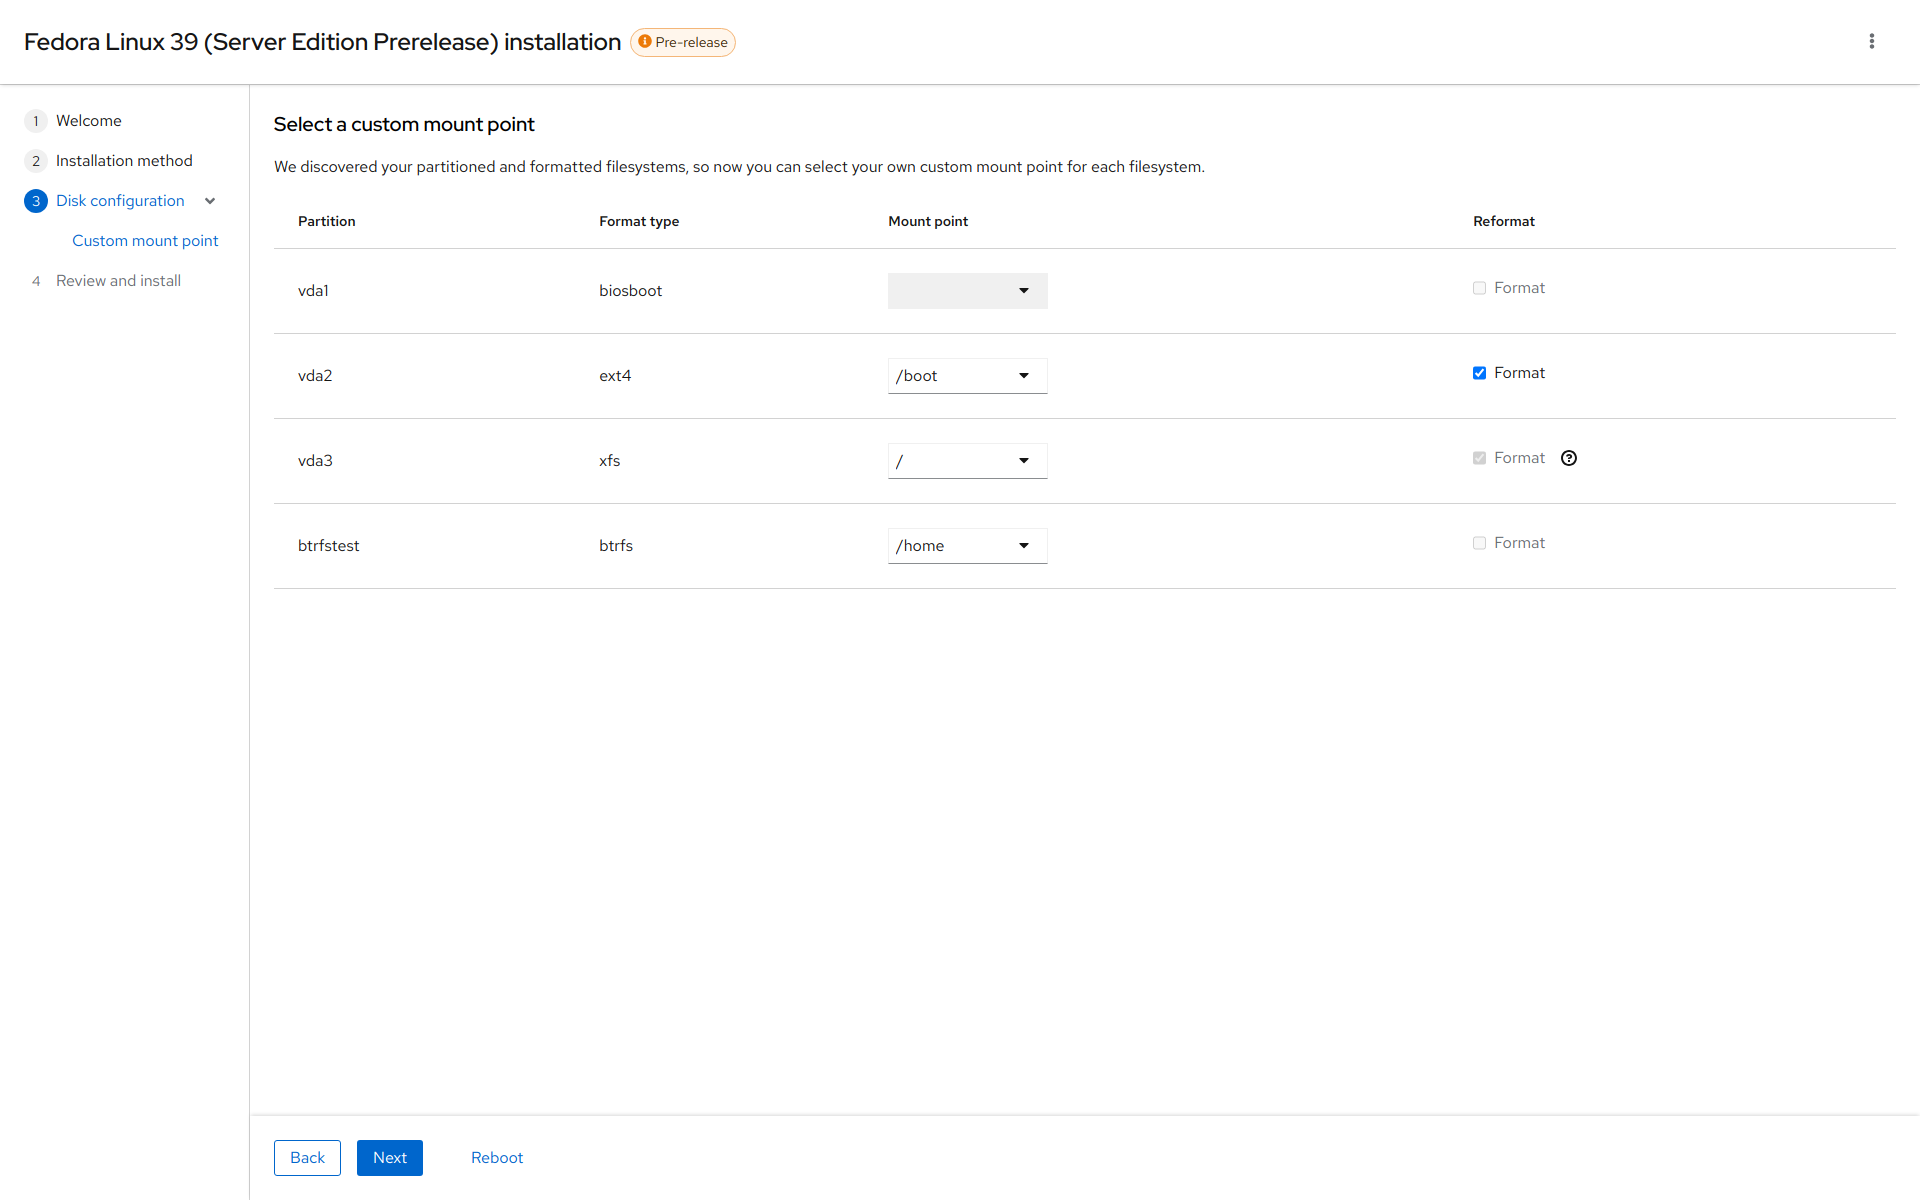 Fedora Linux 39 (Server Edition Prerelease) installation Pre-release
1 Welcome
2 Installation method
3 Disk configuration
Custom mount point
4 Review and install
Select a custom mount point
We discovered your partitioned and formatted filesystems, so now you can select your own custom mount point for each filesystem.
Partition Format type Mount point Reformat
vda1 biosboot Format
vda2 ext4 /boot Format
vda3 xfs / Format
btrfstest btrfs /home Format
Back Next Reboot